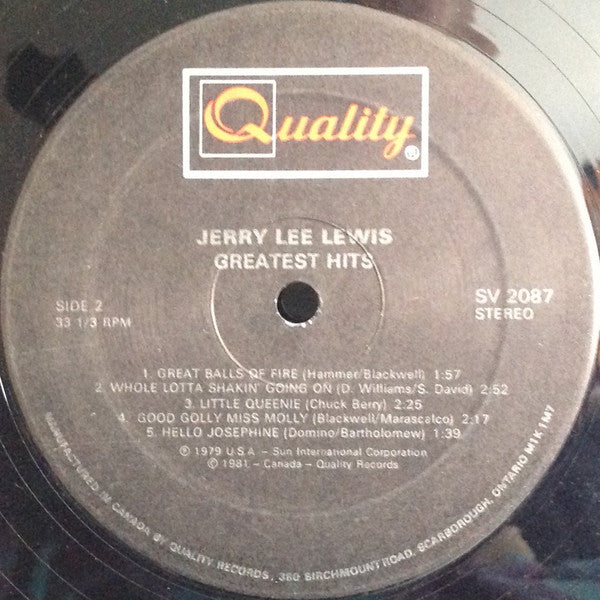 Quality
JERRY LEE LEWIS
GREATEST HITS
SIDE 2
33 1/3 RPM
SV 2087
STEREO
1. GREAT BALLS OF FIRE (Hammer/Blackwell) 1:57
2. WHOLE LOTTA SHAKIN' GOING ON (D. Williams/S. David) 2:52
3. LITTLE QUEENIE (Chuck Berry) 2:25
4. GOOD GOLLY MISS MOLLY (Blackwell/Marascalco) 2:17
5. HELLO JOSEPHINE (Domino/Bartholomew) 1:39
℗ 1979 U.S.A. – Sun International Corporation
© 1981 – Canada – Quality Records
MANUFACTURED IN CANADA BY QUALITY RECORDS, 380 BIRCHMOUNT ROAD, SCARBOROUGH, ONTARIO M1K 1M7